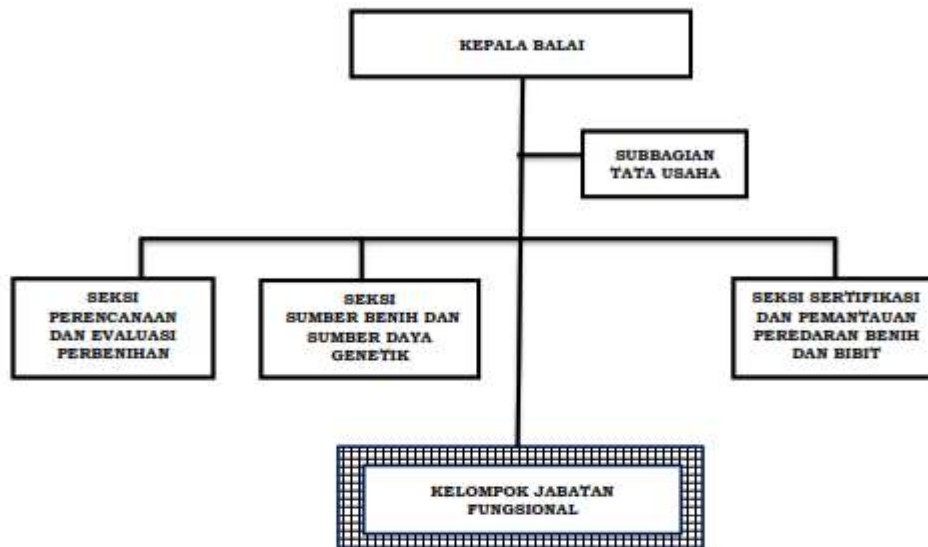 KEPALA BALAI
SUBBAGIAN
TATA USAHA
SEKSI
PERENCANAAN
DAN EVALUASI
PERBENIHAN
SEKSI
SUMBER BENIH DAN
SUMBER DAYA
GENETIK
SEKSI SERTIFIKASI
DAN PEMANTAUAN
PEREDARAN BENIH
DAN BIBIT
KELOMPOK JABATAN
FUNGSIONAL